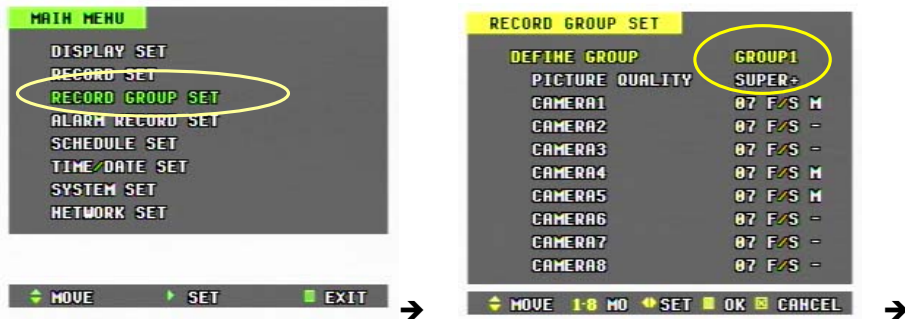 MAIN MENU
DISPLAY SET
RECORD SET
RECORD GROUP SET
ALARM RECORD SET
SCHEDULE SET
TIME/DATE SET
SYSTEM SET
NETWORK SET
MOVE SET EXIT
RECORD GROUP SET
DEFINE GROUP GROUP1
PICTURE QUALITY SUPER+
CAMERA1 07 F/S M
CAMERA2 07 F/S -
CAMERA3 07 F/S -
CAMERA4 07 F/S M
CAMERA5 07 F/S M
CAMERA6 07 F/S -
CAMERA7 07 F/S -
CAMERA8 07 F/S -
MOVE 1-8 MO SET OK CANCEL